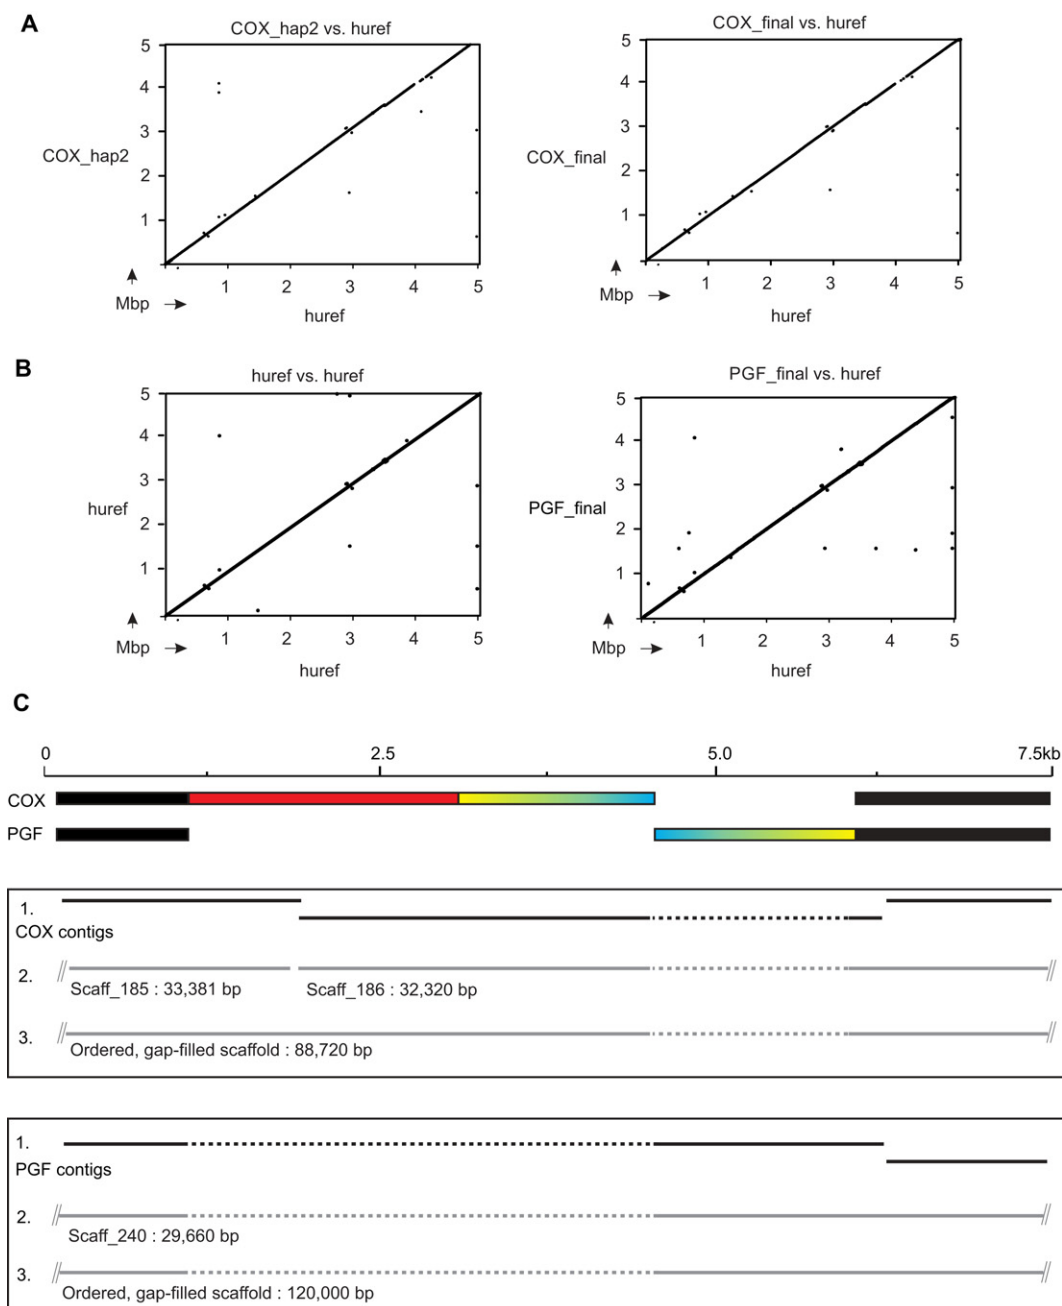 A
COX_hap2 vs. huref
5
4
3
2
1
COX_hap2
Mbp
1 2 3 4 5
huref
COX_final vs. huref
5
4
3
2
1
COX_final
Mbp
1 2 3 4 5
huref
B
huref vs. huref
5
4
3
2
1
huref
Mbp
1 2 3 4 5
huref
PGF_final vs. huref
5
4
3
2
1
PGF_final
Mbp
1 2 3 4 5
huref
C
0 2.5 5.0 7.5kb
COX
PGF
1.
COX contigs
2.
Scaff_185 : 33,381 bp Scaff_186 : 32,320 bp
3.
Ordered, gap-filled scaffold : 88,720 bp
1.
PGF contigs
2.
Scaff_240 : 29,660 bp
3.
Ordered, gap-filled scaffold : 120,000 bp